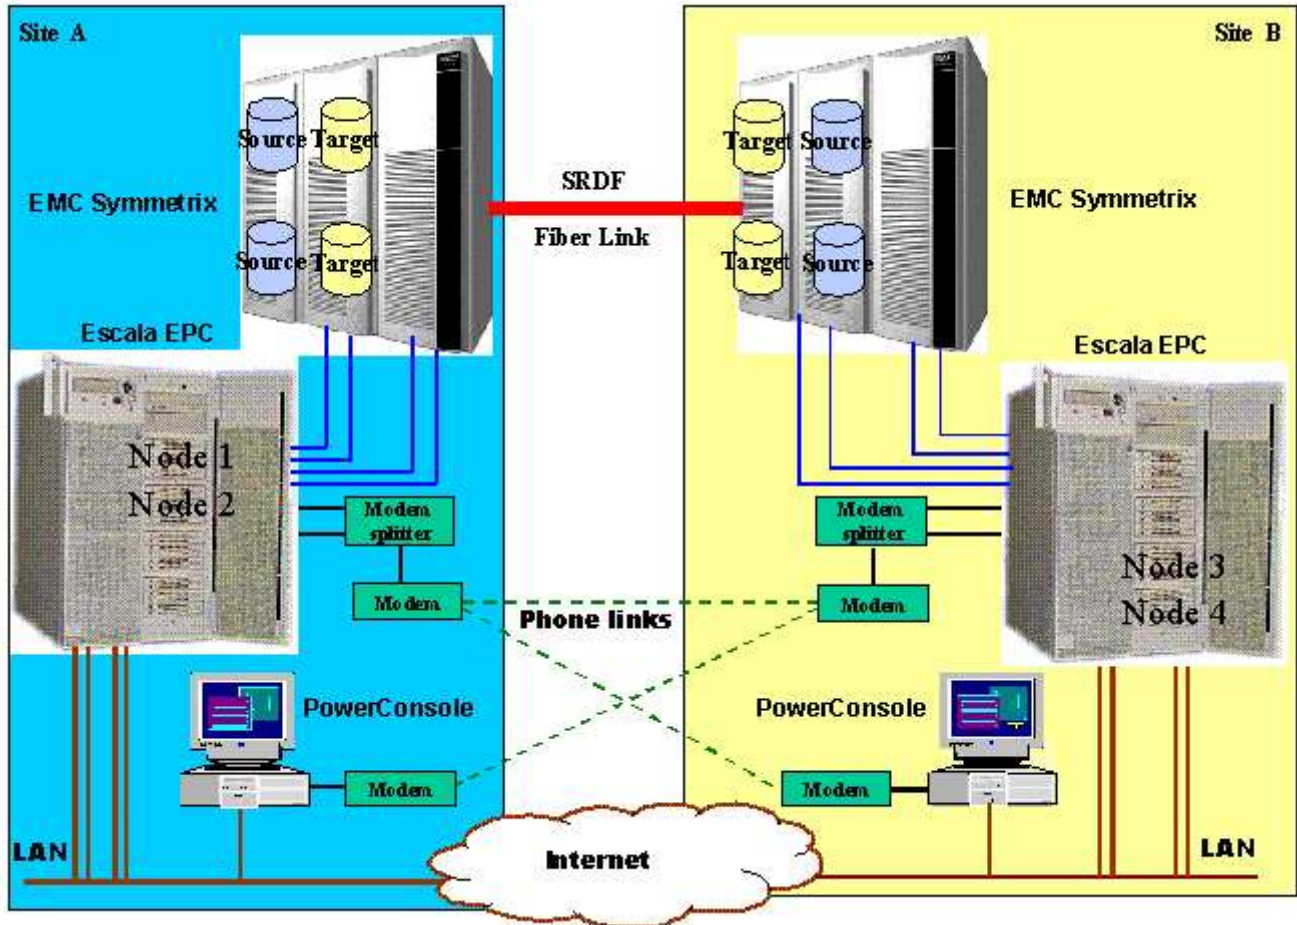 Site A
Site B
Source
Target
Target
Source
SRDF
EMC Symmetrix
EMC Symmetrix
Fiber Link
Source
Target
Target
Source
Escala EPC
Escala EPC
Node 1
Node 2
Modem
splitter
Modem
splitter
Node 3
Node 4
Modem
Phone links
Modem
PowerConsole
PowerConsole
Modem
Modem
LAN
Internet
LAN